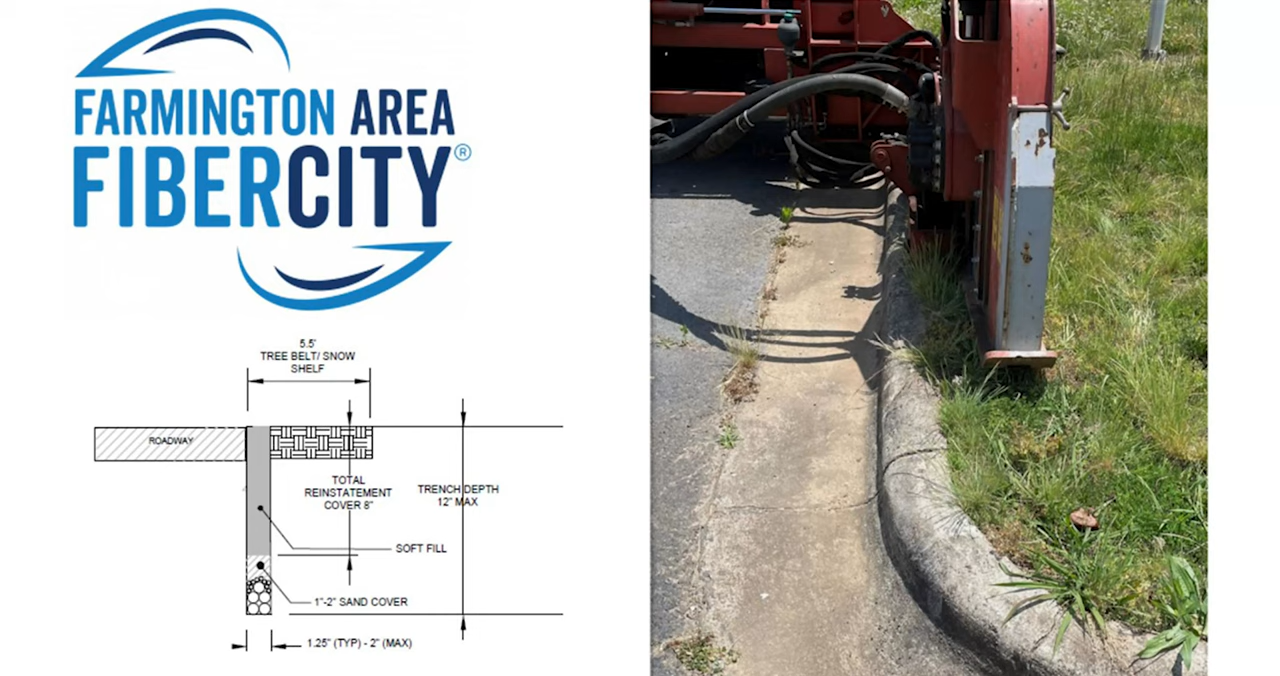 FARMINGTON AREA
FIBERCITY®
5.5'
TREE BELT/ SNOW
SHELF
ROADWAY
TOTAL
REINSTATEMENT
COVER 8"
TRENCH DEPTH
12" MAX
SOFT FILL
1"-2" SAND COVER
1.25" (TYP) - 2" (MAX)